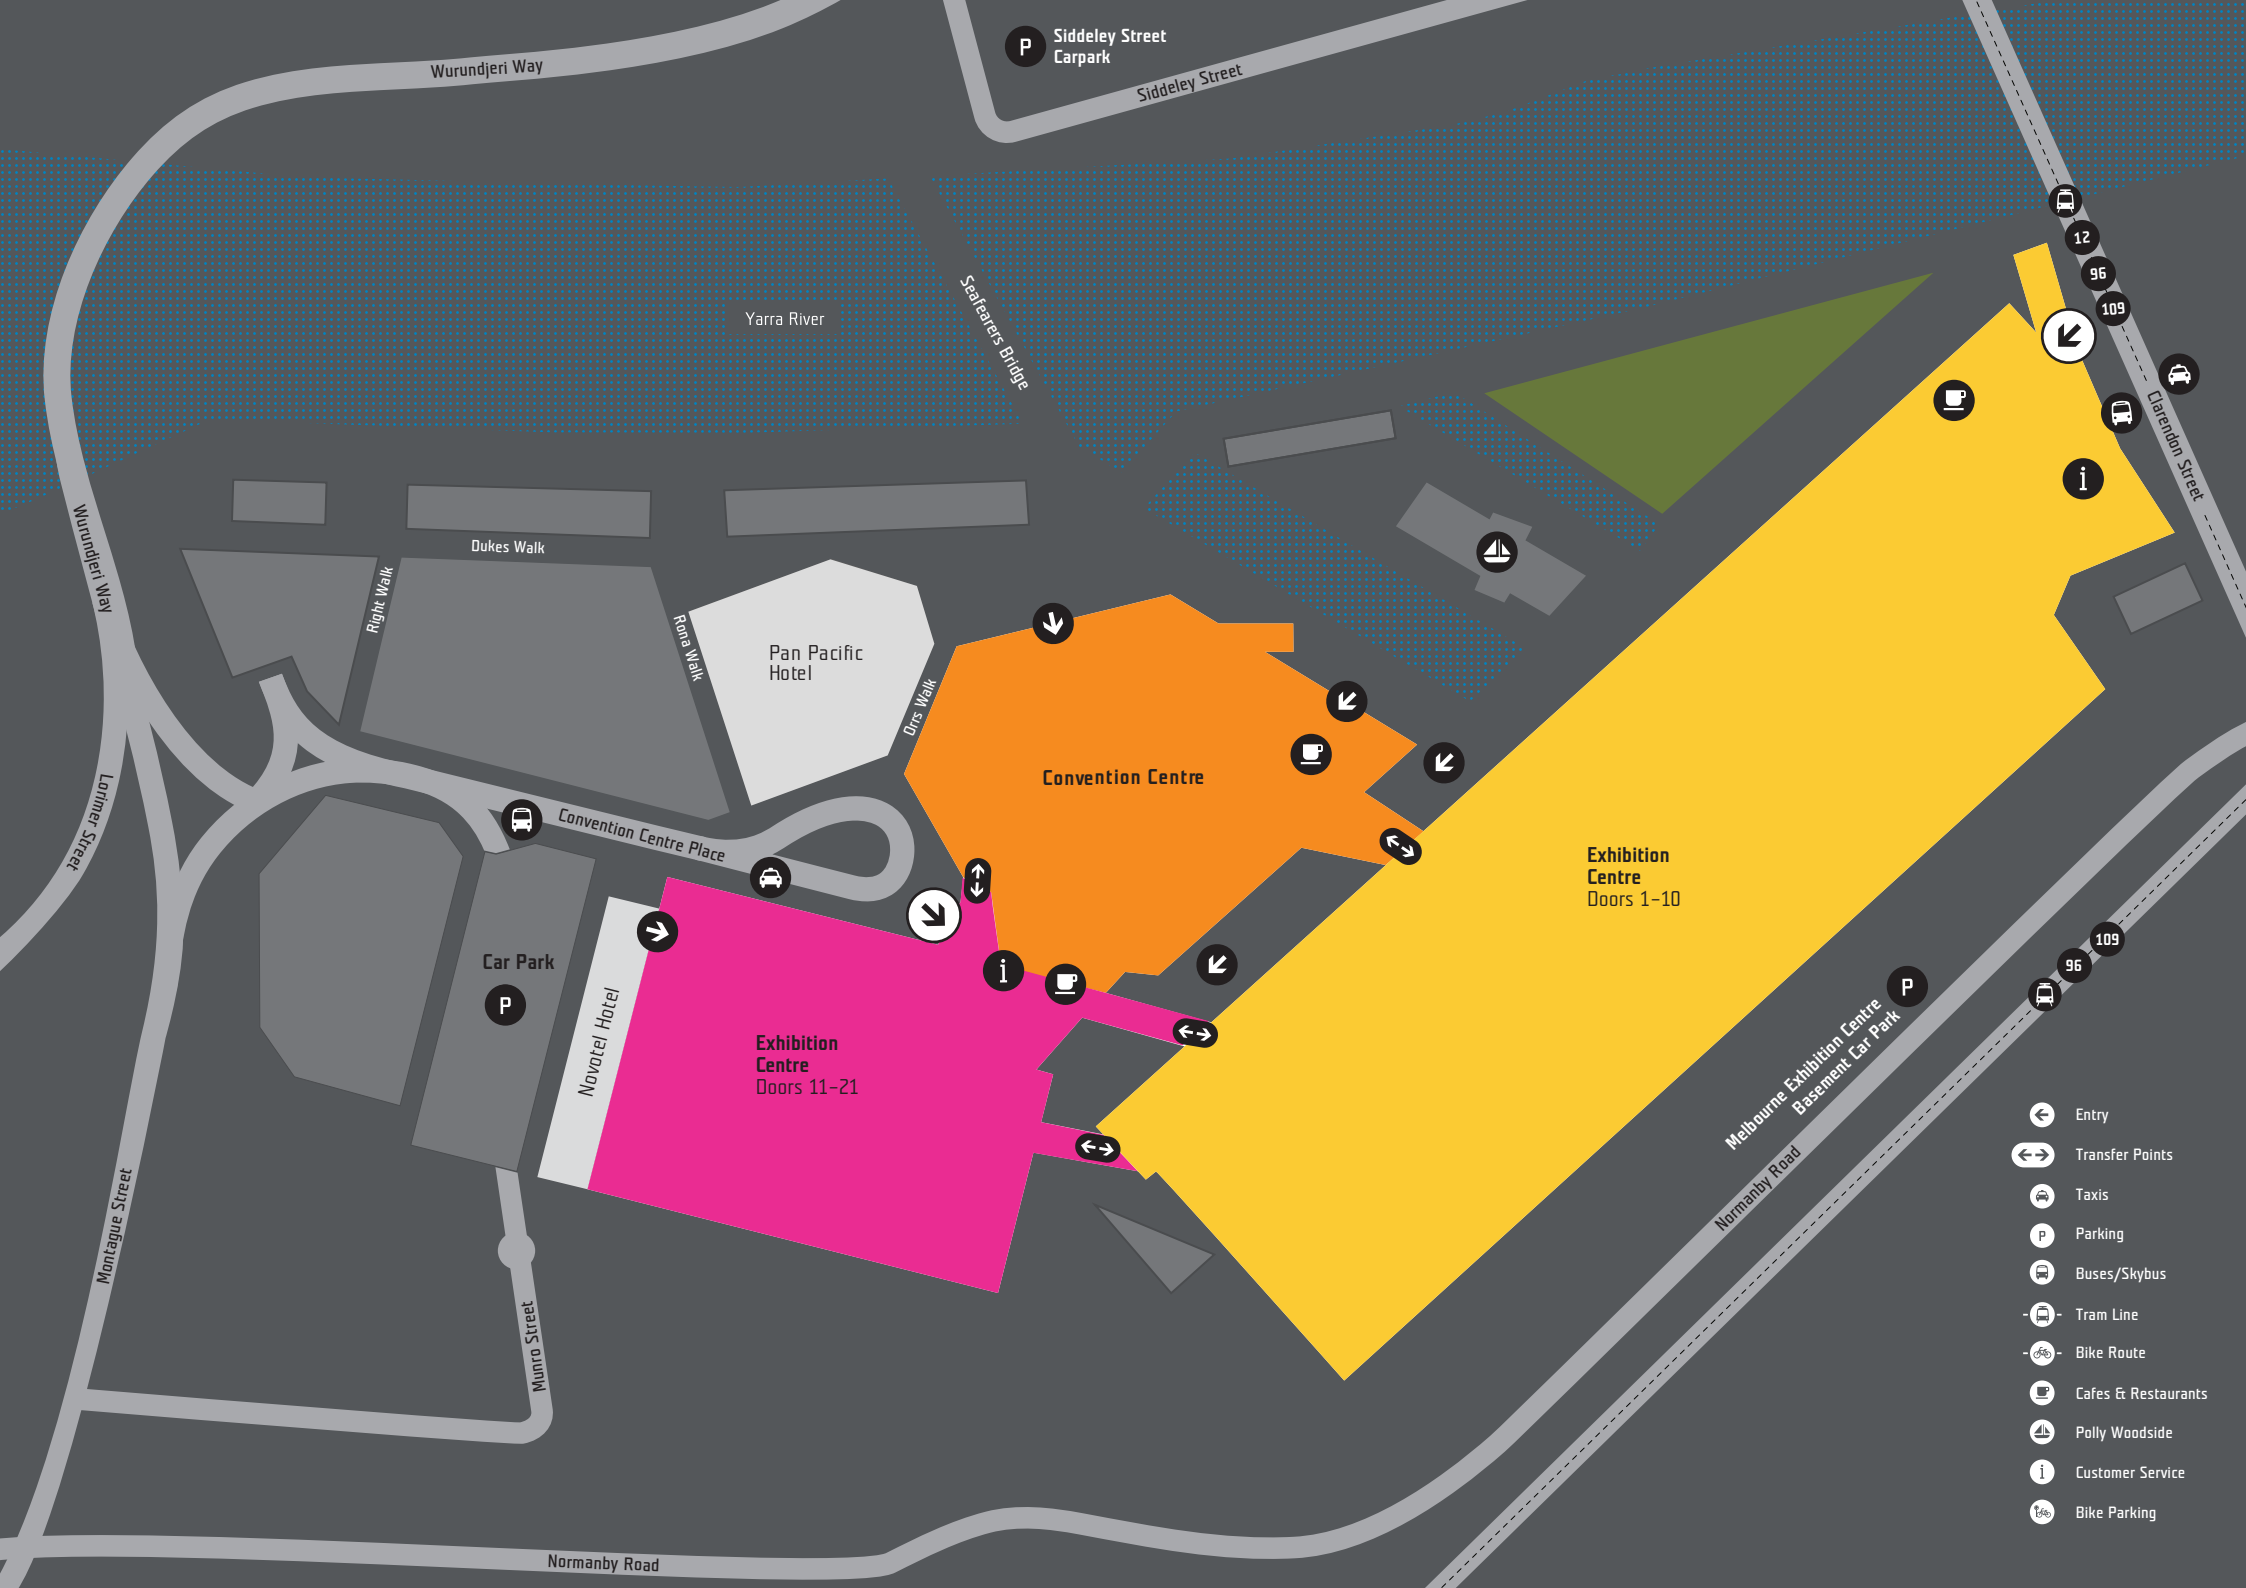 P
Siddeley Street
Carpark
Wurundjeri Way
Siddeley Street
12
96
109
Seafearers Bridge
Yarra River
Clarendon Street
i
Wurundjeri Way
Dukes Walk
Right Walk
Rona Walk
Pan Pacific
Hotel
Orrs Walk
Convention Centre
Lorimer Street
Convention Centre Place
Exhibition
Centre
Doors 1-10
109
96
Car Park
P
i
P
Novotel Hotel
Melbourne Exhibition Centre
Basement Car Park
Exhibition
Centre
Doors 11-21
Normanby Road
Montague Street
Munro Street
Normanby Road
Entry
Transfer Points
Taxis
P
Parking
Buses/Skybus
Tram Line
Bike Route
Cafes & Restaurants
Polly Woodside
i
Customer Service
Bike Parking